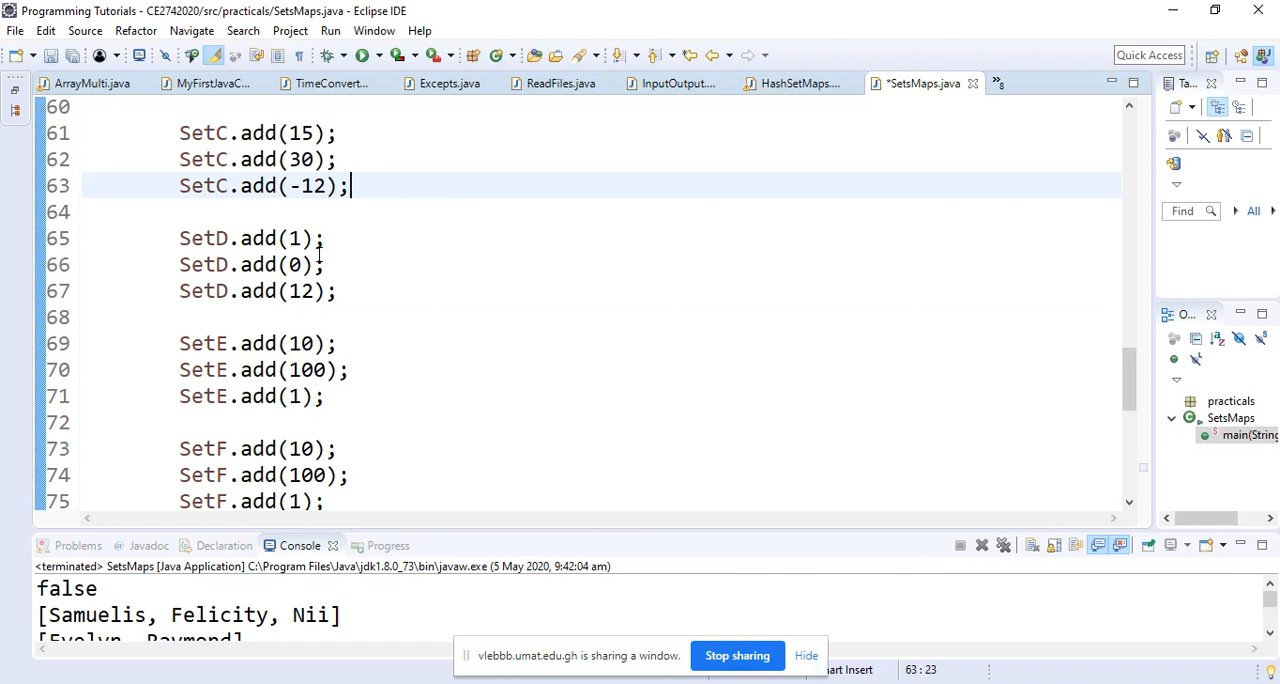 Programming Tutorials - CE2742020/src/practicals/SetsMaps.java - Eclipse IDE
File Edit Source Refactor Navigate Search Project Run Window Help
Quick Access
ArrayMulti.java MyFirstJavaC... TimeConvert... Excepts.java ReadFiles.java InputOutput.... HashSetMaps.... *SetsMaps.java »8 Ta...
60
61 SetC.add(15);
62 SetC.add(30);
63 SetC.add(-12);
64
65 SetD.add(1);
66 SetD.add(0);
67 SetD.add(12);
68
69 SetE.add(10);
70 SetE.add(100);
71 SetE.add(1);
72
73 SetF.add(10);
74 SetF.add(100);
75 SetF.add(1);
Find All
O...
practicals
SetsMaps
main(String
Problems Javadoc Declaration Console Progress
<terminated> SetsMaps [Java Application] C:\Program Files\Java\jdk1.8.0_73\bin\javaw.exe (5 May 2020, 9:42:04 am)
false
[Samuelis, Felicity, Nii]
[Evelyn, Raymond]
vlebbb.umat.edu.gh is sharing a window. Stop sharing Hide
art Insert 63 : 23